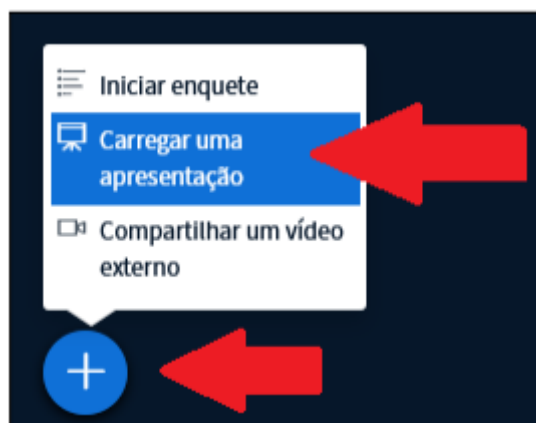 Iniciar enquete
Carregar uma
apresentação
Compartilhar um vídeo
externo